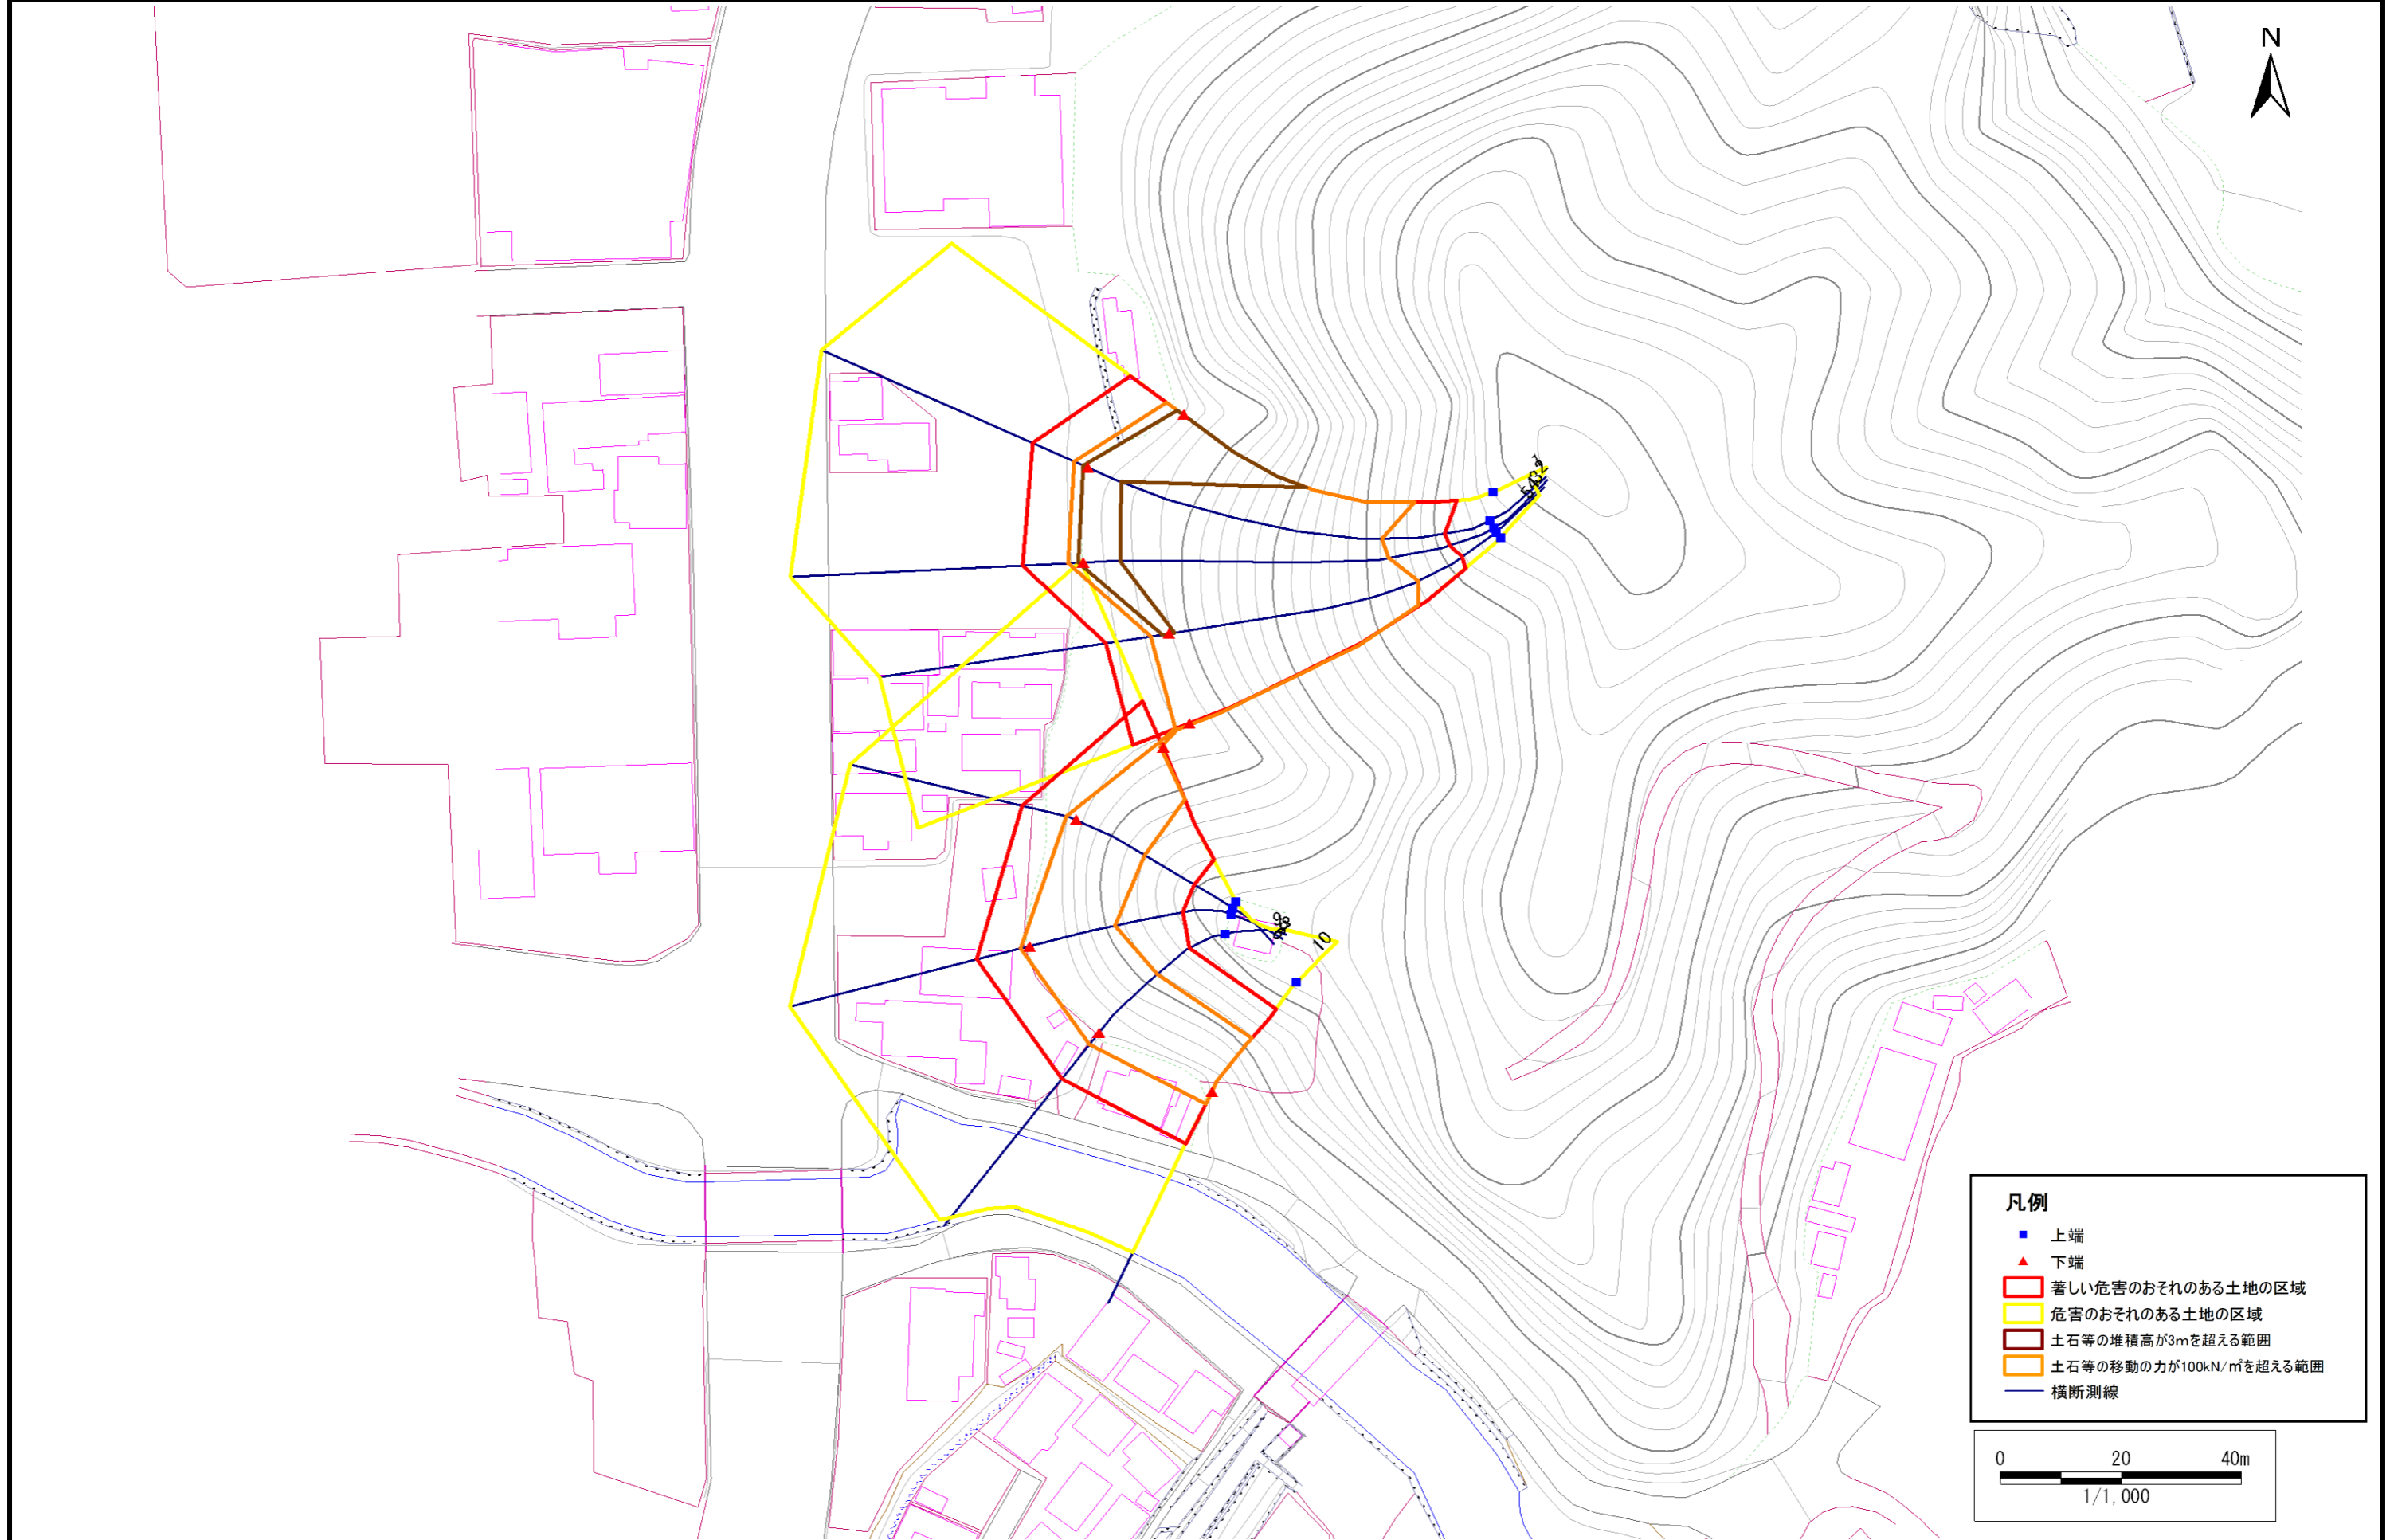 N
10
凡例
上端
下端
著しい危害のおそれのある土地の区域
危害のおそれのある土地の区域
土石等の堆積高が3mを超える範囲
土石等の移動の力が100kN/㎡を超える範囲
横断測線
0 20 40m
1/1,000